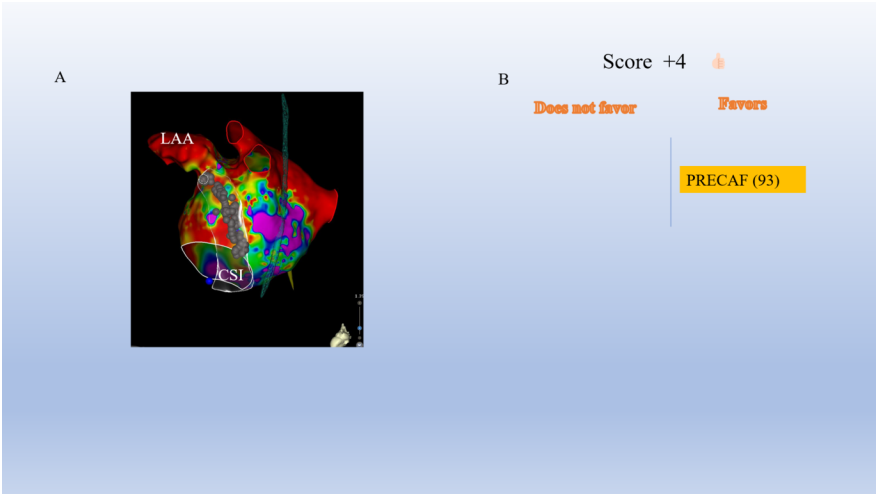 A
LAA
CSI
B
Score +4
Does not favor
Favors
PRECAF (93)